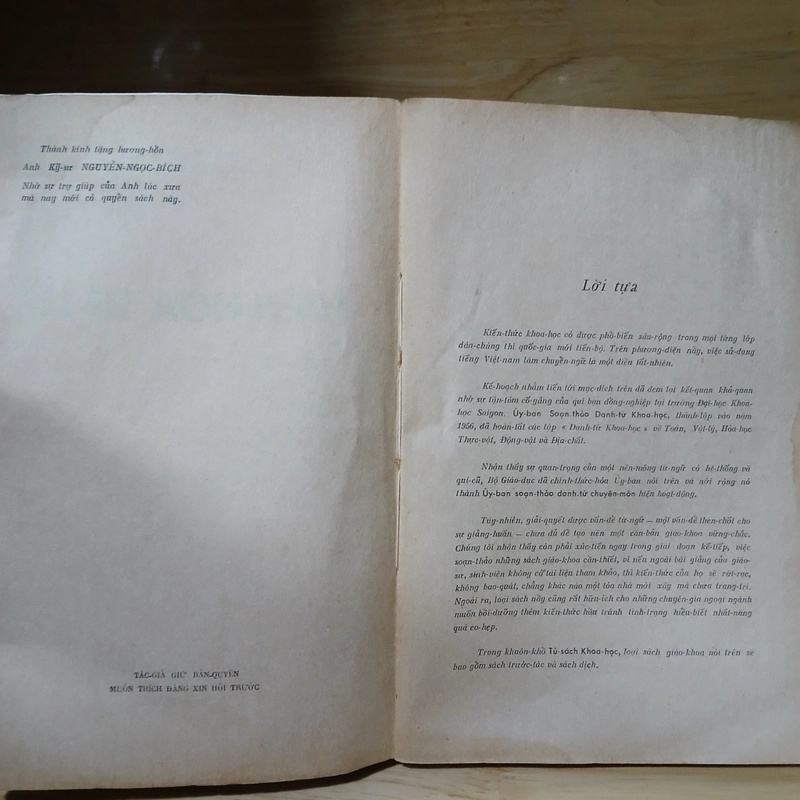 Thành kính tặng hương-hồn
Anh Kỹ-sư NGUYỄN-NGỌC-BÍCH
Nhờ sự trợ giúp của Anh lúc xưa
mà nay mới có quyển sách nầy.
TÁC-GIẢ GIỮ BẢN-QUYỀN
MUỐN TRÍCH ĐĂNG XIN HỎI TRƯỚC
Lời tựa
Kiến-thức khoa-học có được phổ-biến sâu-rộng trong mọi từng lớp
dân-chúng thì quốc-gia mới tiến-bộ. Trên phương-diện nầy, việc sử-dụng
tiếng Việt-nam làm chuyển-ngữ là một điều tất-nhiên.
Kế-hoạch nhằm tiến tới mục-đích trên đã đem lại kết-quan khả-quan
nhờ sự tận-tâm cố-gắng của quí bạn đồng-nghiệp tại trường Đại-học Khoa-
học Saigon. Ủy-ban Soạn-thảo Danh-từ Khoa-học, thành-lập vào năm
1956, đã hoàn-tất các lớp « Danh-từ Khoa-học » về Toán, Vật-lý, Hóa-học
Thực-vật, Động-vật và Địa-chất.
Nhận thấy sự quan-trọng của một nền-móng từ-ngữ có hệ-thống và
qui-cũ, Bộ Giáo-dục đã chính-thức-hóa Ủy-ban nói trên và nới rộng nó
thành Ủy-ban soạn-thảo danh.từ chuyên-môn hiện hoạt-động.
Tuy-nhiên, giải-quyết được vấn-đề từ-ngữ — một vấn-đề then-chốt cho
sự giảng-huấn — chưa đủ để tạo nên một căn-bản giáo-khoa vững-chắc.
Chúng tôi nhận thấy cần phải xúc-tiến ngay trong giai đoạn kế-tiếp, việc
soạn-thảo những sách giáo-khoa cần-thiết, vì nếu ngoài bài giảng của giáo-
sư, sinh-viên không có tài liệu tham khảo, thì kiến-thức của họ sẽ rời-rạc,
không bao-quát, chẳng khác nào một tòa nhà mới xây mà chưa trang-trí.
Ngoài ra, loại sách nầy cũng rất hữu-ích cho những chuyên-gia ngoại ngành
muốn bồi-dưỡng thêm kiến-thức hầu tránh tình-trạng hiểu-biết nhất-năng
quá eo-hẹp.
Trong khuôn-khổ Tủ-sách Khoa-học, loại sách giáo-khoa nói trên sẽ
bao gồm sách trước-tác và sách dịch.